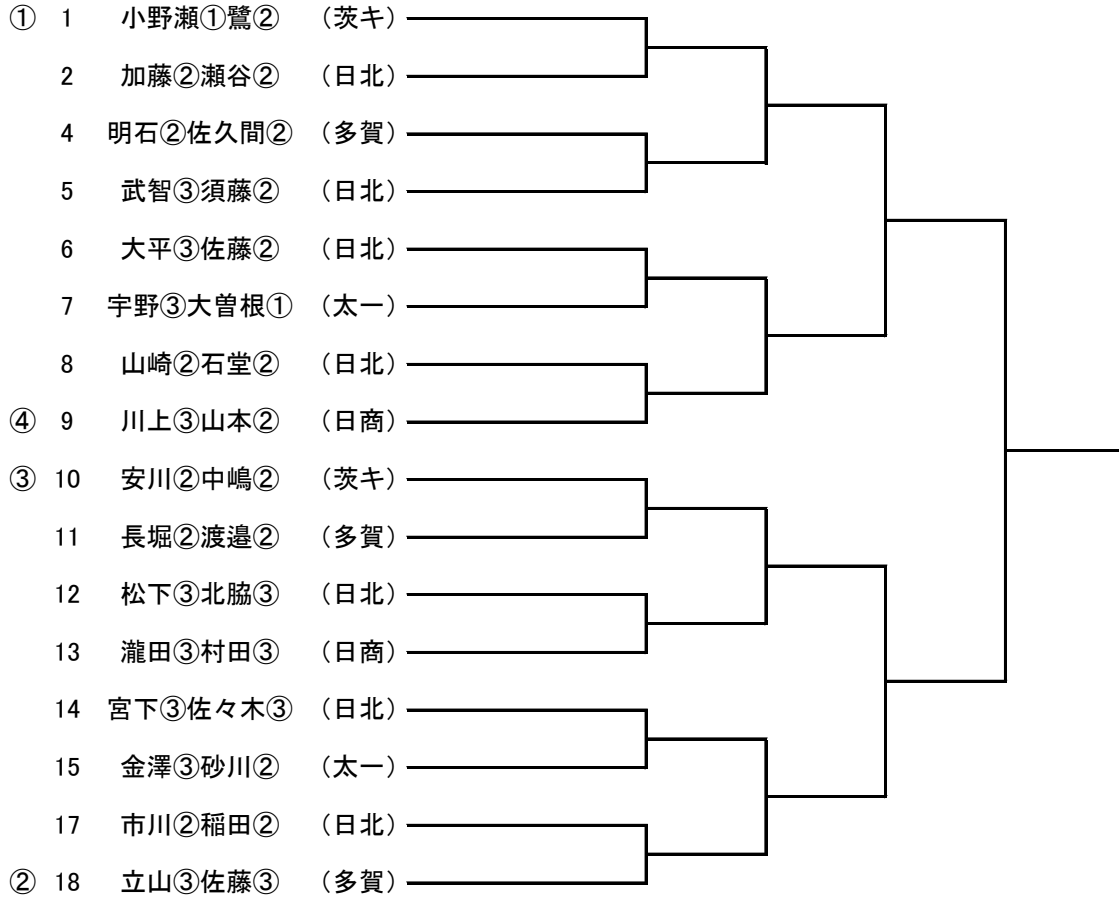 ① 1 小野瀬①鷺② （茨キ）
2 加藤②瀬谷② （日北）
4 明石②佐久間② （多賀）
5 武智③須藤② （日北）
6 大平③佐藤② （日北）
7 宇野③大曽根① （太一）
8 山崎②石堂② （日北）
④ 9 川上③山本② （日商）
③ 10 安川②中嶋② （茨キ）
11 長堀②渡邉② （多賀）
12 松下③北脇③ （日北）
13 瀧田③村田③ （日商）
14 宮下③佐々木③ （日北）
15 金澤③砂川② （太一）
17 市川②稲田② （日北）
② 18 立山③佐藤③ （多賀）